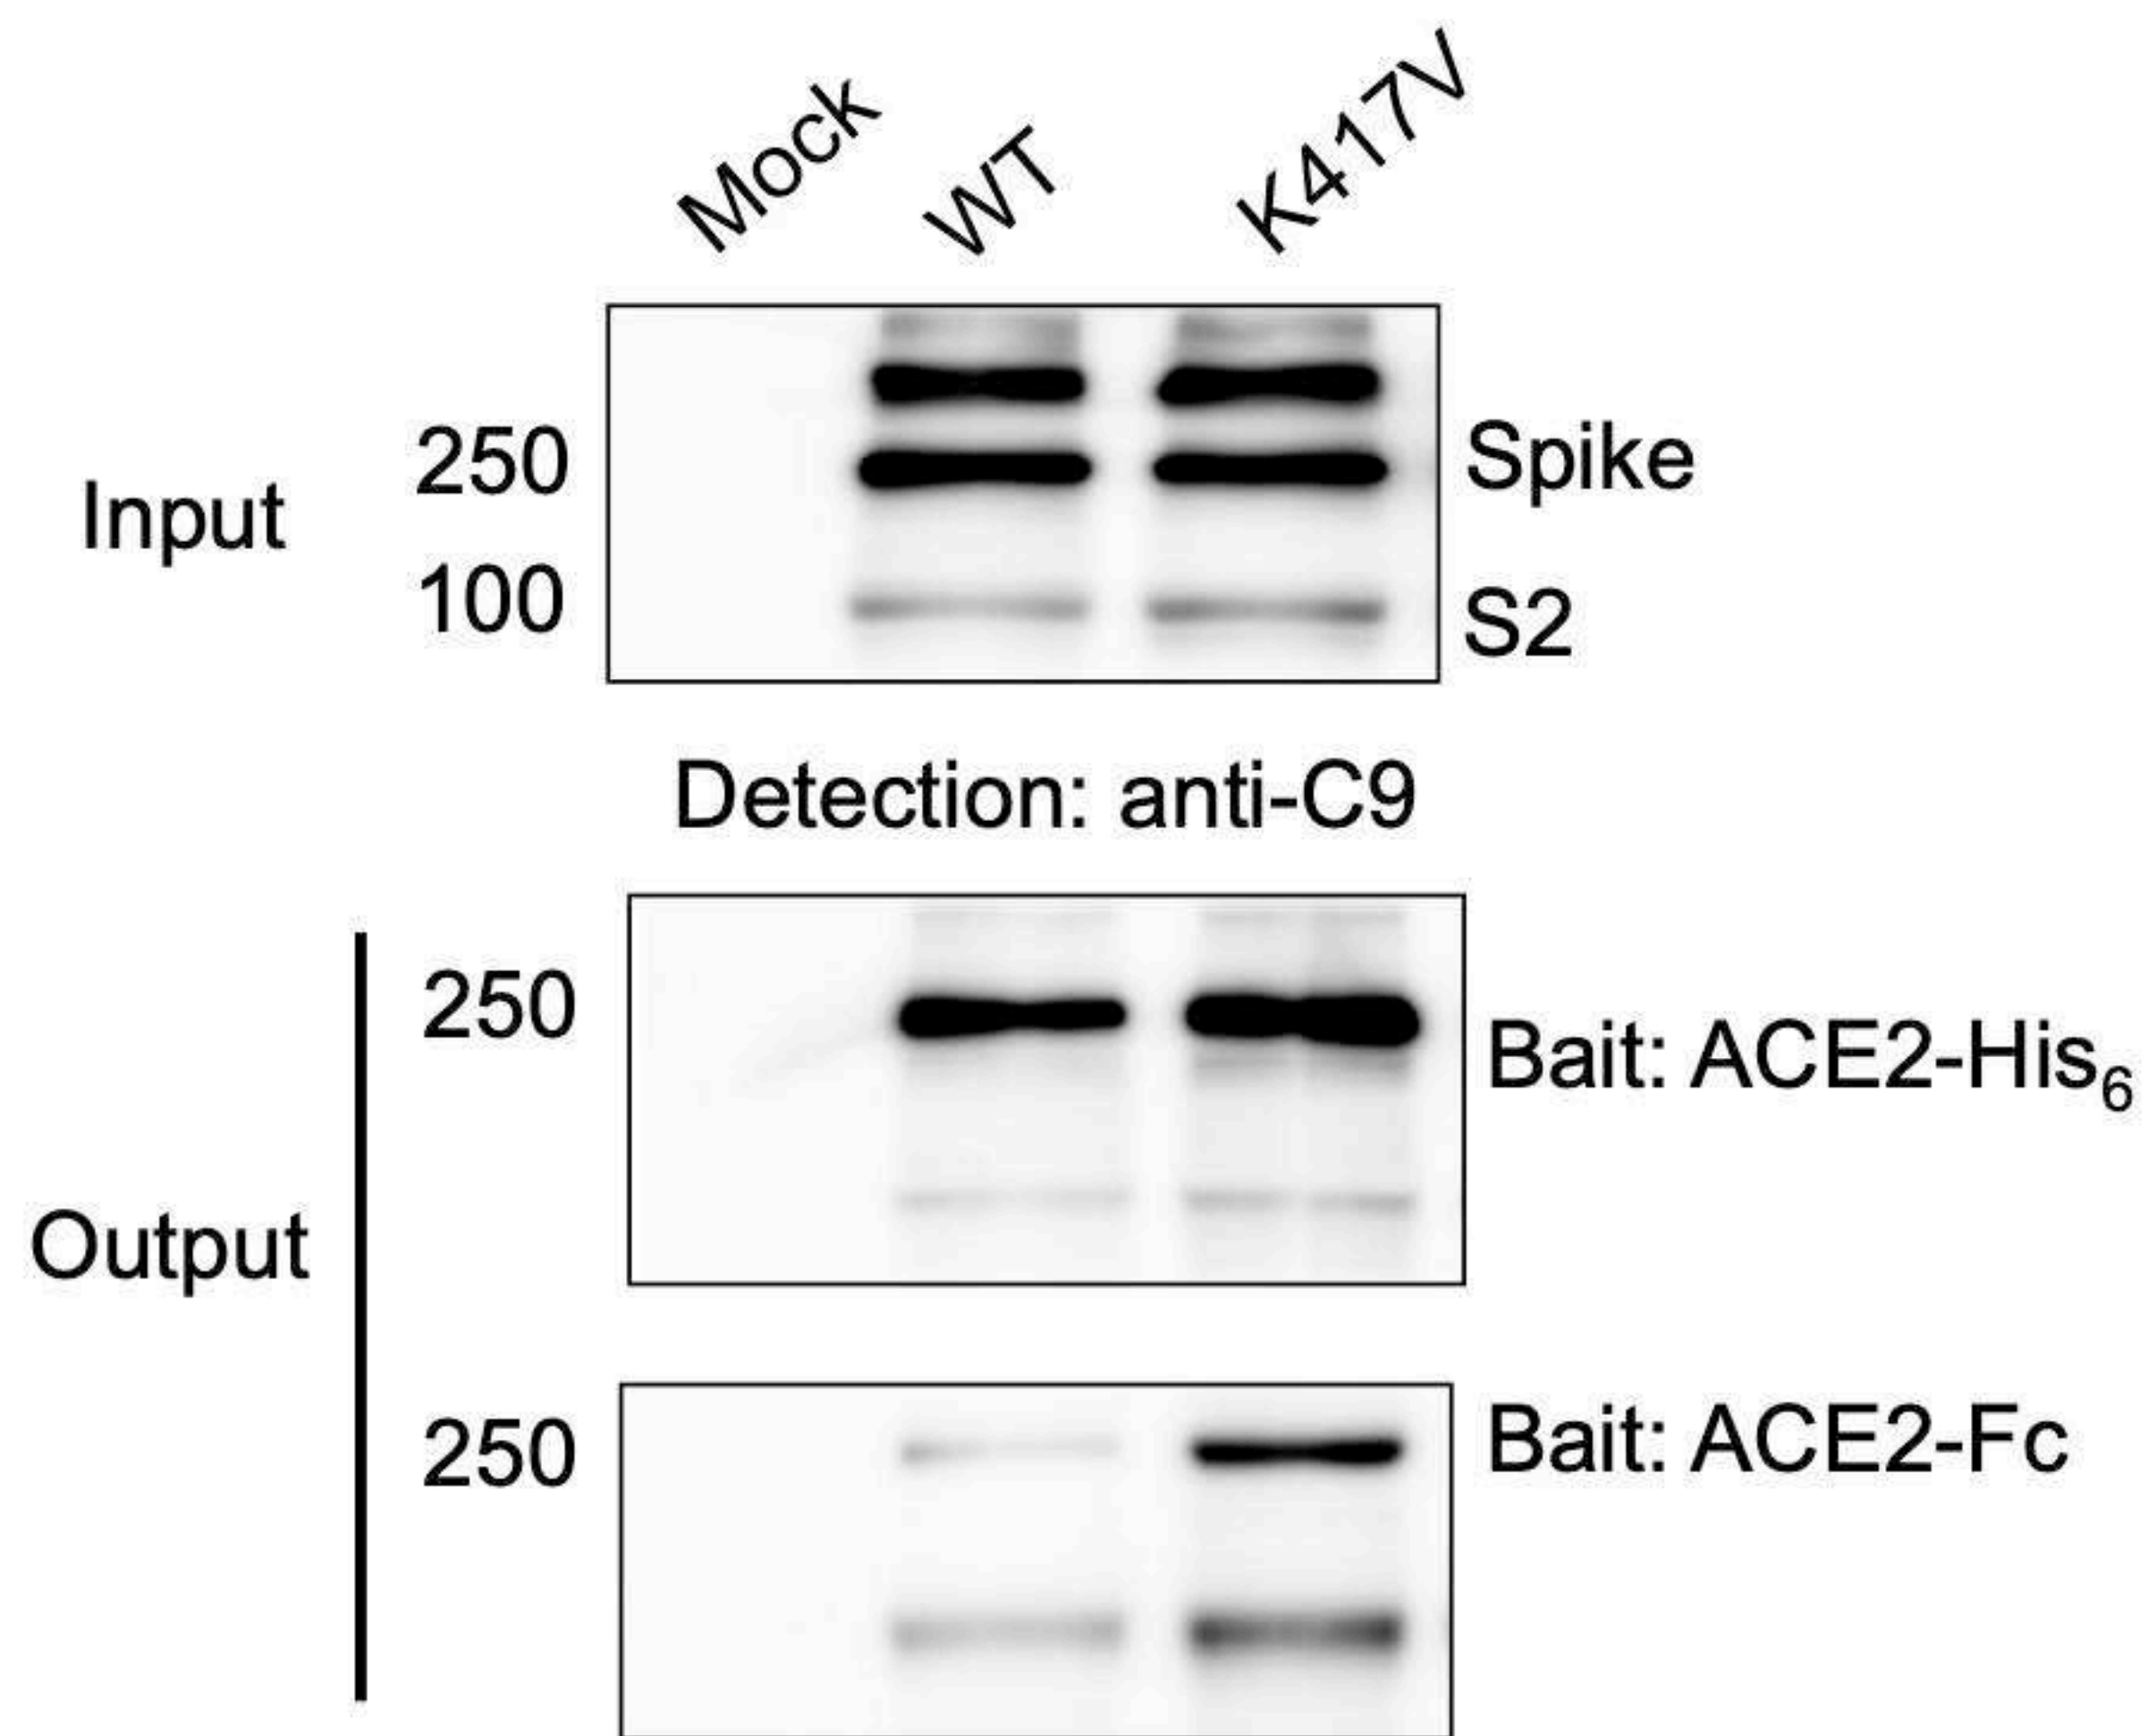 Mock WT K417V
Input
250 Spike
100 S2
Detection: anti-C9
Output
250 Bait: ACE2-His6
250 Bait: ACE2-Fc